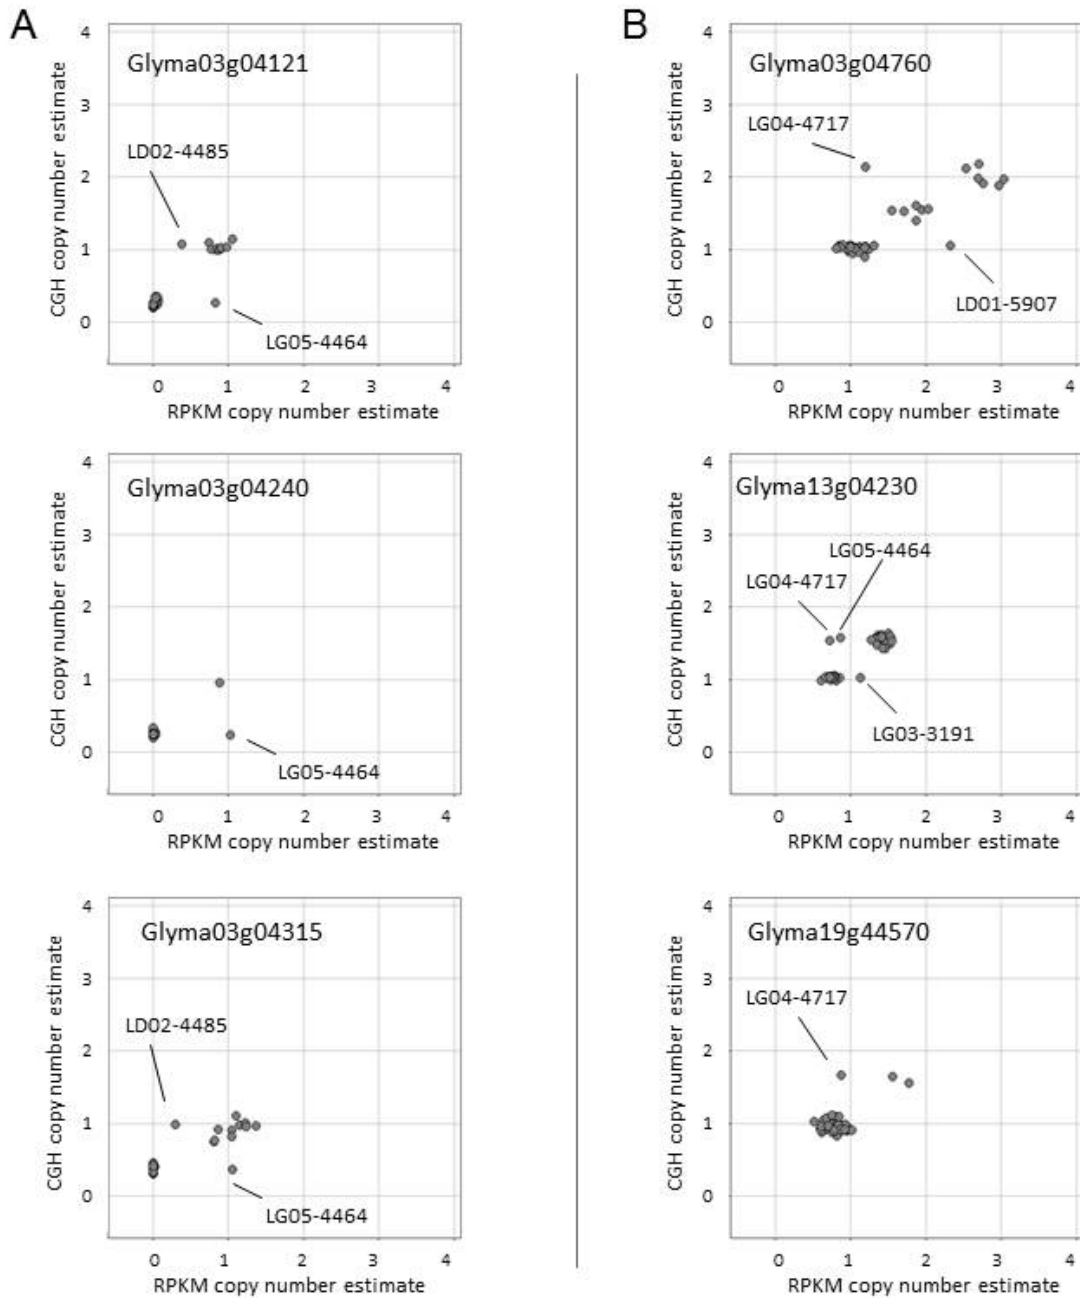 A
Glyma03g04121
LD02-4485
LG05-4464
CGH copy number estimate
4
3
2
1
0
0 1 2 3 4
RPKM copy number estimate
Glyma03g04240
LG05-4464
CGH copy number estimate
4
3
2
1
0
0 1 2 3 4
RPKM copy number estimate
Glyma03g04315
LD02-4485
LG05-4464
CGH copy number estimate
4
3
2
1
0
0 1 2 3 4
RPKM copy number estimate
B
Glyma03g04760
LG04-4717
LD01-5907
CGH copy number estimate
4
3
2
1
0
0 1 2 3 4
RPKM copy number estimate
Glyma13g04230
LG05-4464
LG04-4717
LG03-3191
CGH copy number estimate
4
3
2
1
0
0 1 2 3 4
RPKM copy number estimate
Glyma19g44570
LG04-4717
CGH copy number estimate
4
3
2
1
0
0 1 2 3 4
RPKM copy number estimate